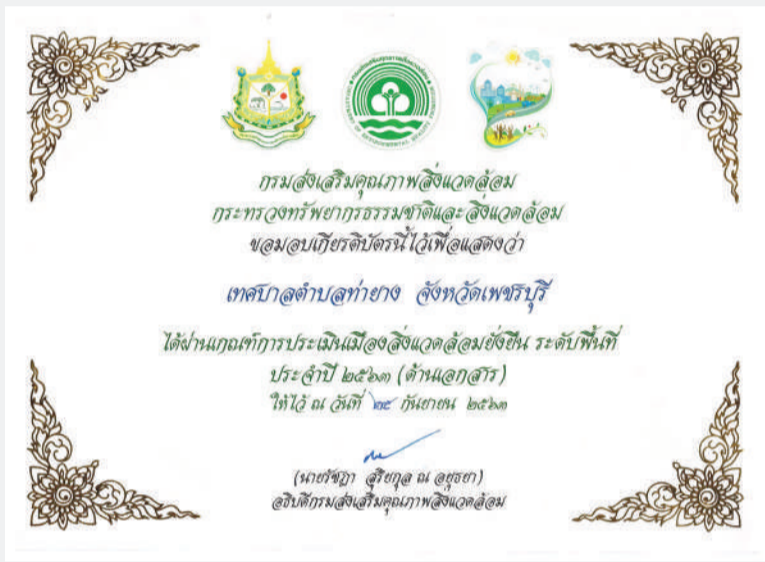 DEPARTMENT OF ENVIRONMENTAL QUALITY PROMOTION
กรมส่งเสริมคุณภาพสิ่งแวดล้อม
กระทรวงทรัพยากรธรรมชาติและสิ่งแวดล้อม
ขอมอบเกียรติบัตรนี้ไว้เพื่อแสดงว่า
เทศบาลตำบลท่ายาง จังหวัดเพชรบุรี
ได้ผ่านเกณฑ์การประเมินเมืองสิ่งแวดล้อมยั่งยืน ระดับพื้นที่
ประจำปี ๒๕๖๓ (ด้านเอกสาร)
ให้ไว้ ณ วันที่ ๒๕ กันยายน ๒๕๖๓
(นายรัชฎา สุริยกุล ณ อยุธยา)
อธิบดีกรมส่งเสริมคุณภาพสิ่งแวดล้อม